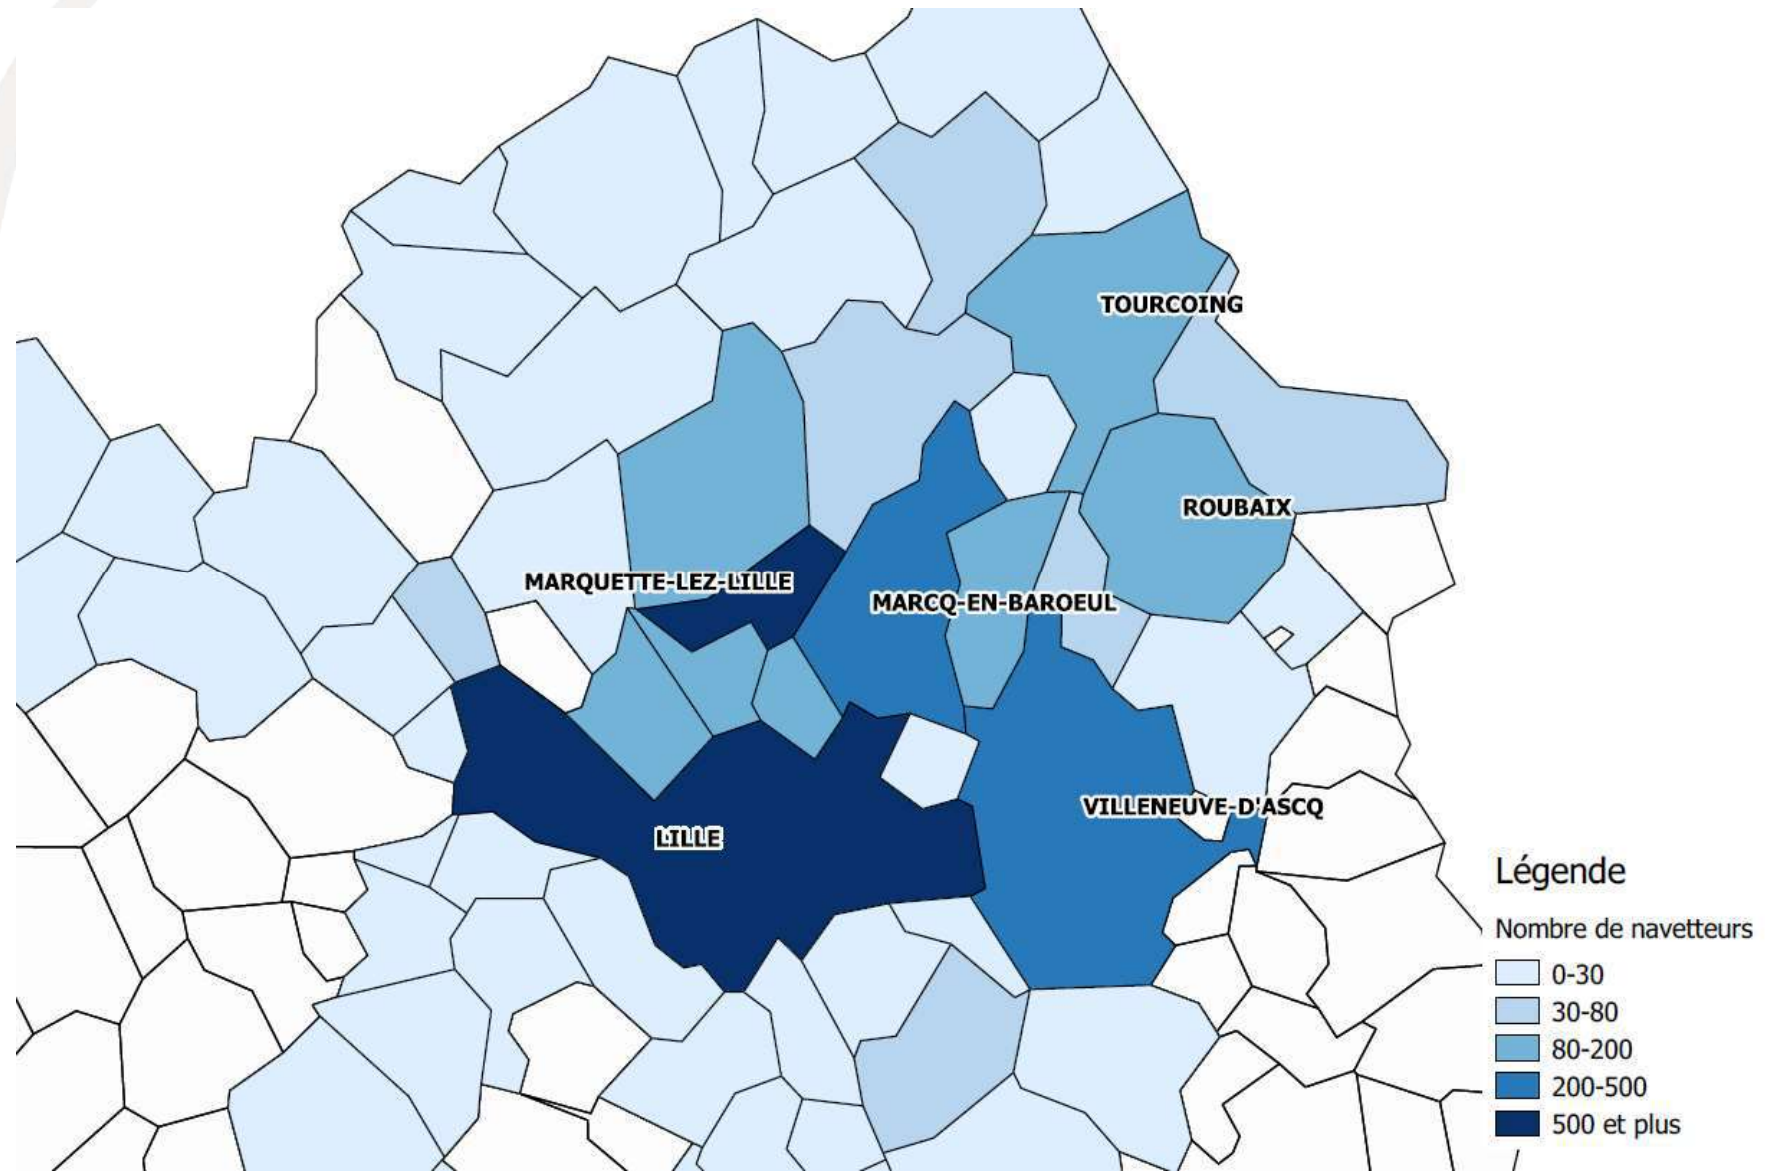 TOURCOING
ROUBAIX
MARQUETTE-LEZ-LILLE
MARCQ-EN-BAROEUL
VILLENEUVE-D'ASCQ
LILLE
Légende
Nombre de navetteurs
0-30
30-80
80-200
200-500
500 et plus